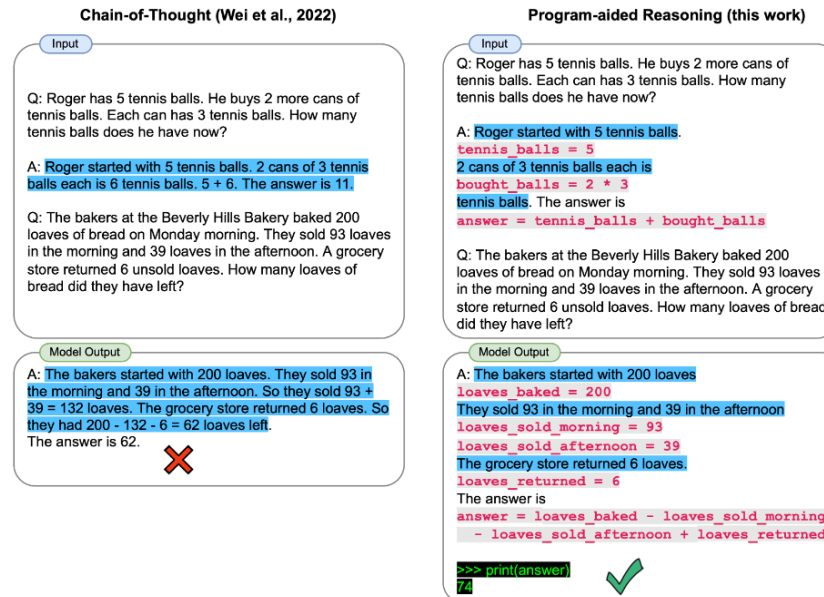 Chain-of-Thought (Wei et al., 2022)
Input
Q: Roger has 5 tennis balls. He buys 2 more cans of
tennis balls. Each can has 3 tennis balls. How many
tennis balls does he have now?
A: Roger started with 5 tennis balls. 2 cans of 3 tennis
balls each is 6 tennis balls. 5 + 6. The answer is 11.
Q: The bakers at the Beverly Hills Bakery baked 200
loaves of bread on Monday morning. They sold 93 loaves
in the morning and 39 loaves in the afternoon. A grocery
store returned 6 unsold loaves. How many loaves of
bread did they have left?
Model Output
A: The bakers started with 200 loaves. They sold 93 in
the morning and 39 in the afternoon. So they sold 93 +
39 = 132 loaves. The grocery store returned 6 loaves. So
they had 200 - 132 - 6 = 62 loaves left.
The answer is 62.
Program-aided Reasoning (this work)
Input
Q: Roger has 5 tennis balls. He buys 2 more cans of
tennis balls. Each can has 3 tennis balls. How many
tennis balls does he have now?
A: Roger started with 5 tennis balls.
tennis_balls = 5
2 cans of 3 tennis balls each is
bought_balls = 2 * 3
tennis balls. The answer is
answer = tennis_balls + bought_balls
Q: The bakers at the Beverly Hills Bakery baked 200
loaves of bread on Monday morning. They sold 93 loaves
in the morning and 39 loaves in the afternoon. A grocery
store returned 6 unsold loaves. How many loaves of bread
did they have left?
Model Output
A: The bakers started with 200 loaves
loaves_baked = 200
They sold 93 in the morning and 39 in the afternoon
loaves_sold_morning = 93
loaves_sold_afternoon = 39
The grocery store returned 6 loaves.
loaves_returned = 6
The answer is
answer = loaves_baked - loaves_sold_morning
- loaves_sold_afternoon + loaves_returned
>>> print(answer)
74